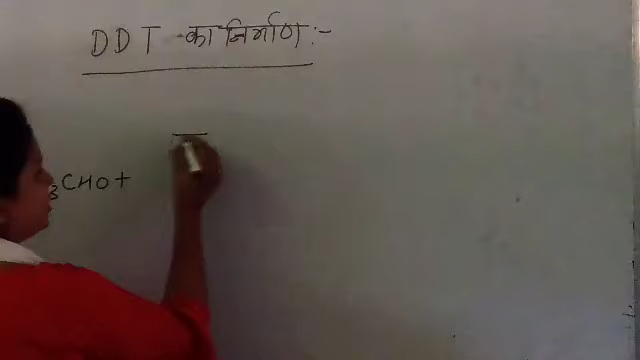 DDT का निर्माण :-
3CHO +